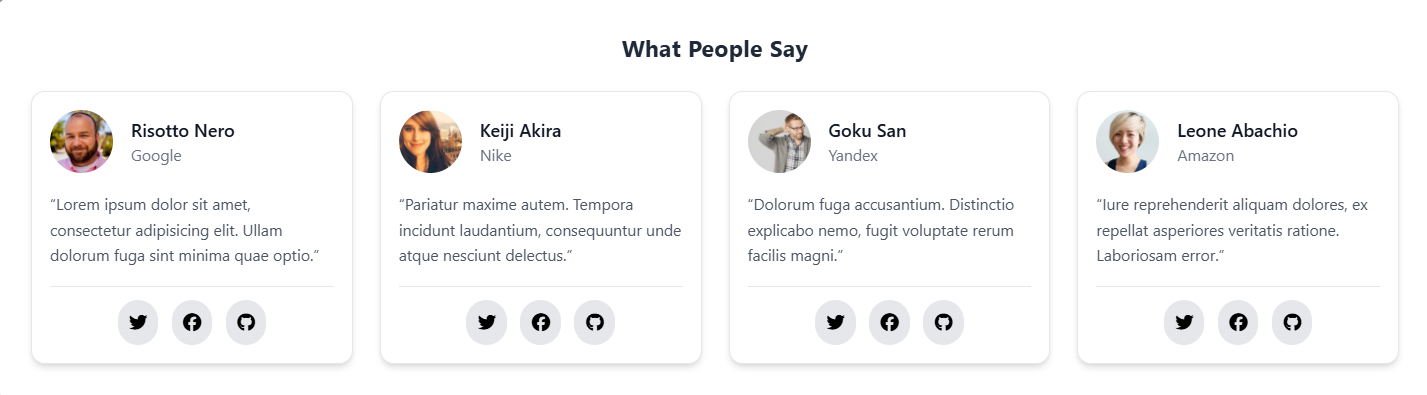 What People Say
Risotto Nero
Google
“Lorem ipsum dolor sit amet,
consectetur adipisicing elit. Ullam
dolorum fuga sint minima quae optio.”
Keiji Akira
Nike
“Pariatur maxime autem. Tempora
incidunt laudantium, consequuntur unde
atque nesciunt delectus.”
Goku San
Yandex
“Dolorum fuga accusantium. Distinctio
explicabo nemo, fugit voluptate rerum
facilis magni.”
Leone Abachio
Amazon
“Iure reprehenderit aliquam dolores, ex
repellat asperiores veritatis ratione.
Laboriosam error.”